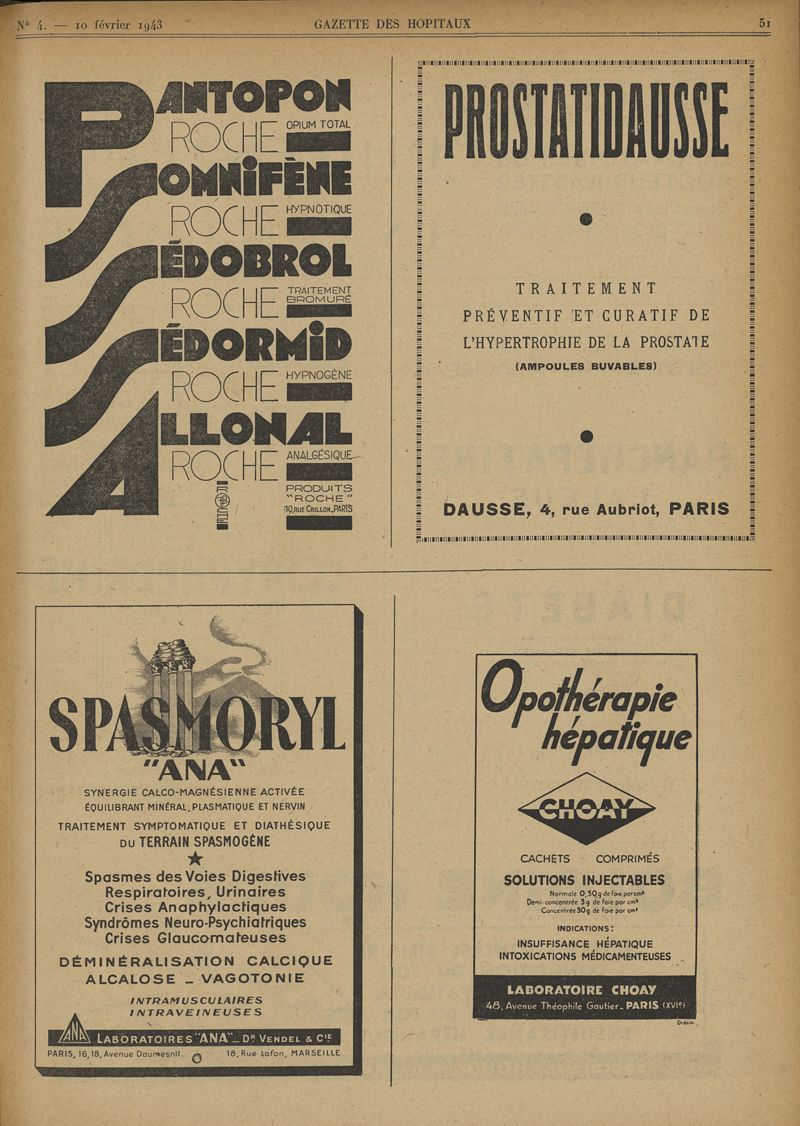 Nº 4. — 10 février 1943 GAZETTE DES HOPITAUX 51
PANTOPON
ROCHE OPIUM TOTAL
SOMNIFÈNE
ROCHE HYPNOTIQUE
SÉDOBROL
ROCHE TRAITEMENT
BROMURÉ
SÉDORMID
ROCHE HYPNOGÈNE
ALLONAL
ROCHE ANALGÉSIQUE
ROCHE
PRODUITS
"ROCHE"
10, RUE CRILLON, PARIS
PROSTATIDAUSSE
TRAITEMENT
PRÉVENTIF ET CURATIF DE
L'HYPERTROPHIE DE LA PROSTATE
(AMPOULES BUVABLES)
DAUSSE, 4, rue Aubriot, PARIS
SPASMORYL
"ANA"
SYNERGIE CALCO-MAGNÉSIENNE ACTIVÉE
ÉQUILIBRANT MINÉRAL, PLASMATIQUE ET NERVIN
TRAITEMENT SYMPTOMATIQUE ET DIATHÉSIQUE
DU TERRAIN SPASMOGÈNE
Spasmes des Voies Digestives
Respiratoires, Urinaires
Crises Anaphylactiques
Syndrômes Neuro-Psychiatriques
Crises Glaucomateuses
DÉMINÉRALISATION CALCIQUE
ALCALOSE _ VAGOTONIE
INTRAMUSCULAIRES
INTRAVEINEUSES
ANA
LABORATOIRES "ANA" _ DR VENDEL & CIE
PARIS, 16, 18, Avenue Daumesnil. 18, Rue Lafon, MARSEILLE
Opothérapie
hépatique
CHOAY
CACHETS COMPRIMÉS
SOLUTIONS INJECTABLES
Normale 0,30g de foie par cm³
Demi-concentrée 5g de foie par cm³
Concentrée 50g de foie par cm³
INDICATIONS:
INSUFFISANCE HÉPATIQUE
INTOXICATIONS MÉDICAMENTEUSES
LABORATOIRE CHOAY
48, Avenue Théophile Gautier_ PARIS (XVIe)